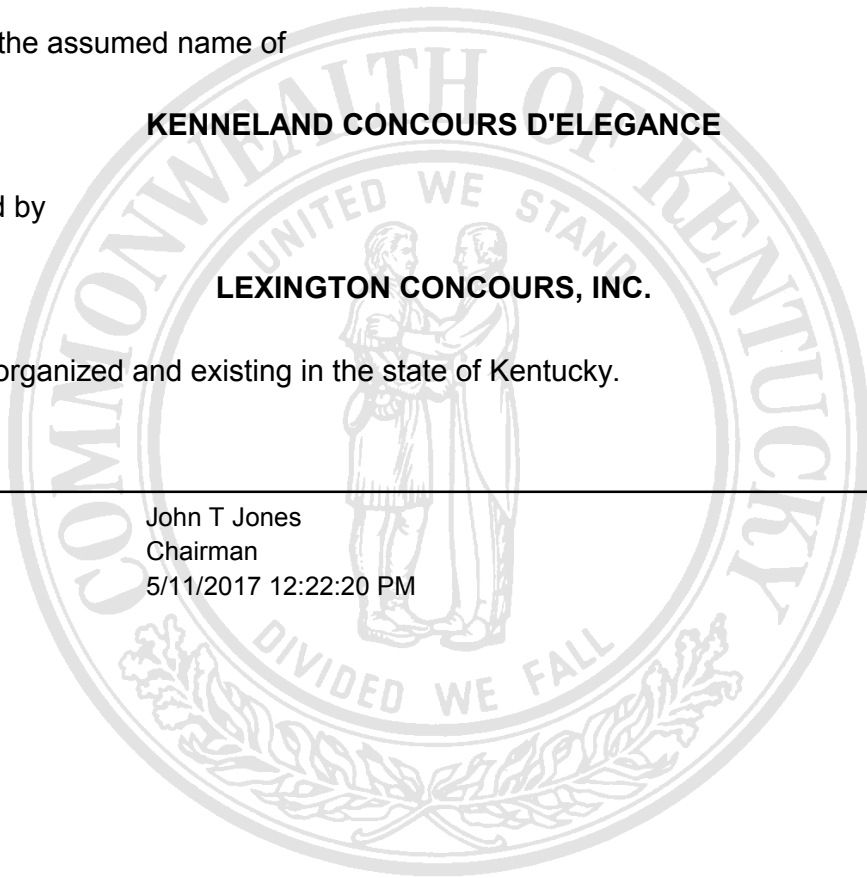 the assumed name of
KENNELAND CONCOURS D'ELEGANCE
d by
LEXINGTON CONCOURS, INC.
organized and existing in the state of Kentucky.
John T Jones
Chairman
5/11/2017 12:22:20 PM
COMMONWEALTH OF KENTUCKY
UNITED WE STAND
DIVIDED WE FALL